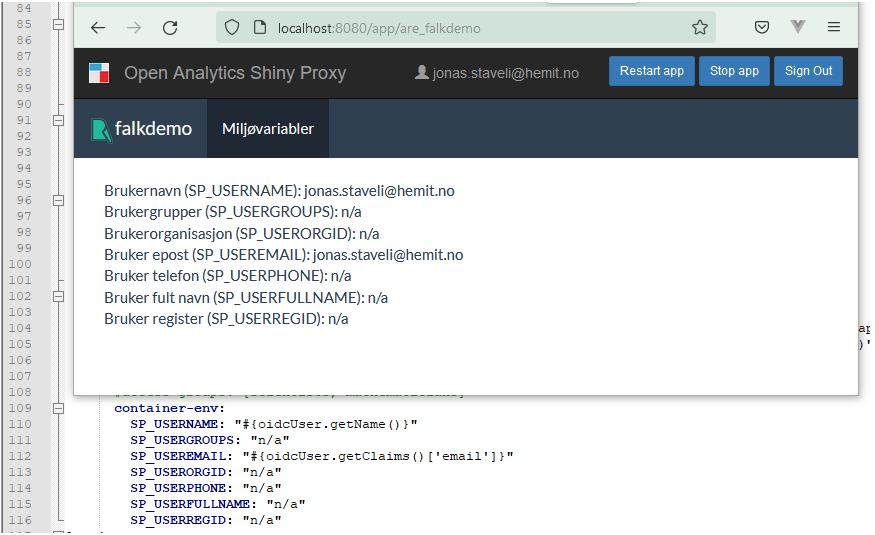 84
85
86
87
88
89
90
91
92
93
94
95
96
97
98
99
100
101
102
103
104
105
106
107
108
109
110
111
112
113
114
115
116
localhost:8080/app/are_falkdemo
Open Analytics Shiny Proxy
jonas.staveli@hemit.no
Restart app
Stop app
Sign Out
falkdemo
Miljøvariabler
Brukernavn (SP_USERNAME): jonas.staveli@hemit.no
Brukergrupper (SP_USERGROUPS): n/a
Brukerorganisasjon (SP_USERORGID): n/a
Bruker epost (SP_USEREMAIL): jonas.staveli@hemit.no
Bruker telefon (SP_USERPHONE): n/a
Bruker fult navn (SP_USERFULLNAME): n/a
Bruker register (SP_USERREGID): n/a
ap
)"
container-env:
SP_USERNAME: "#{oidcUser.getName()}"
SP_USERGROUPS: "n/a"
SP_USEREMAIL: "#{oidcUser.getClaims()['email']}"
SP_USERORGID: "n/a"
SP_USERPHONE: "n/a"
SP_USERFULLNAME: "n/a"
SP_USERREGID: "n/a"